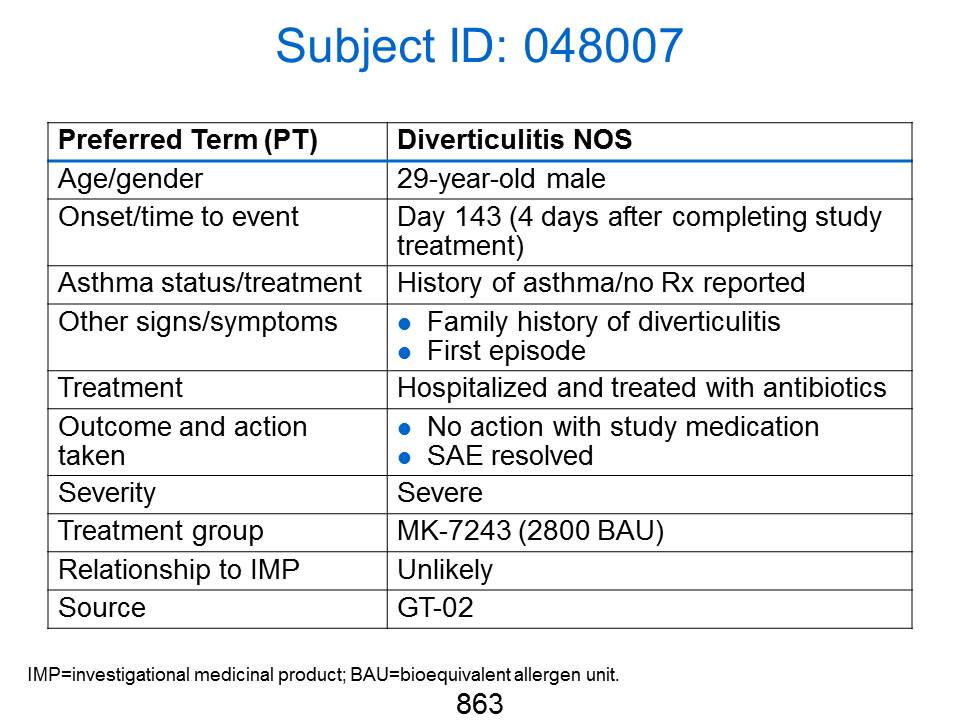 Subject ID: 048007
Preferred Term (PT) Diverticulitis NOS
Age/gender 29-year-old male
Onset/time to event Day 143 (4 days after completing study
treatment)
Asthma status/treatment History of asthma/no Rx reported
Other signs/symptoms ● Family history of diverticulitis
● First episode
Treatment Hospitalized and treated with antibiotics
Outcome and action ● No action with study medication
taken ● SAE resolved
Severity Severe
Treatment group MK-7243 (2800 BAU)
Relationship to IMP Unlikely
Source GT-02
IMP=investigational medicinal product; BAU=bioequivalent allergen unit.
863